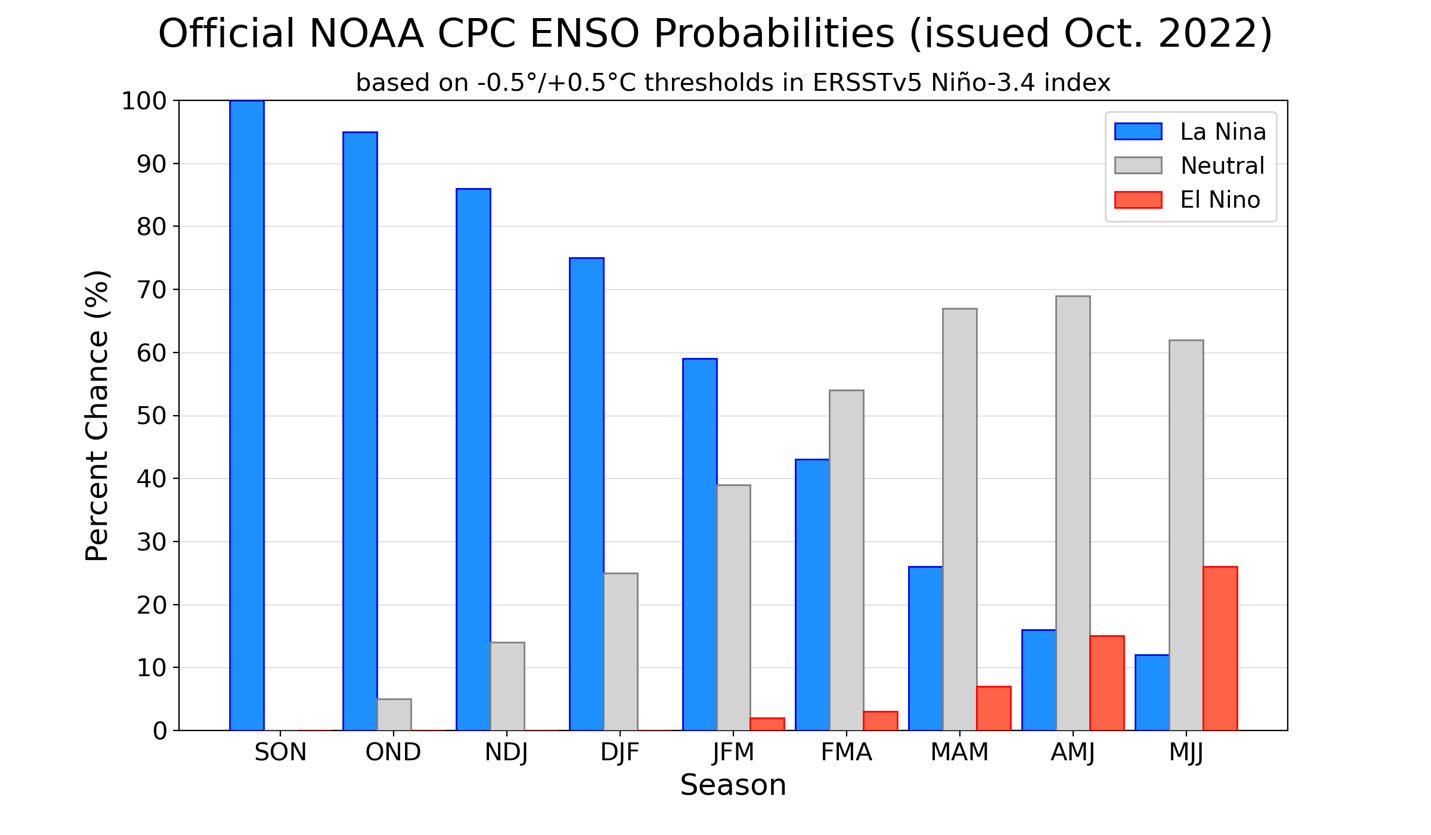 Official NOAA CPC ENSO Probabilities (issued Oct. 2022)
based on -0.5°/+0.5°C thresholds in ERSSTv5 Niño-3.4 index
100
90
80
70
60
50
40
30
20
10
0
Percent Chance (%)
La Nina
Neutral
El Nino
SON OND NDJ DJF JFM FMA MAM AMJ MJJ
Season